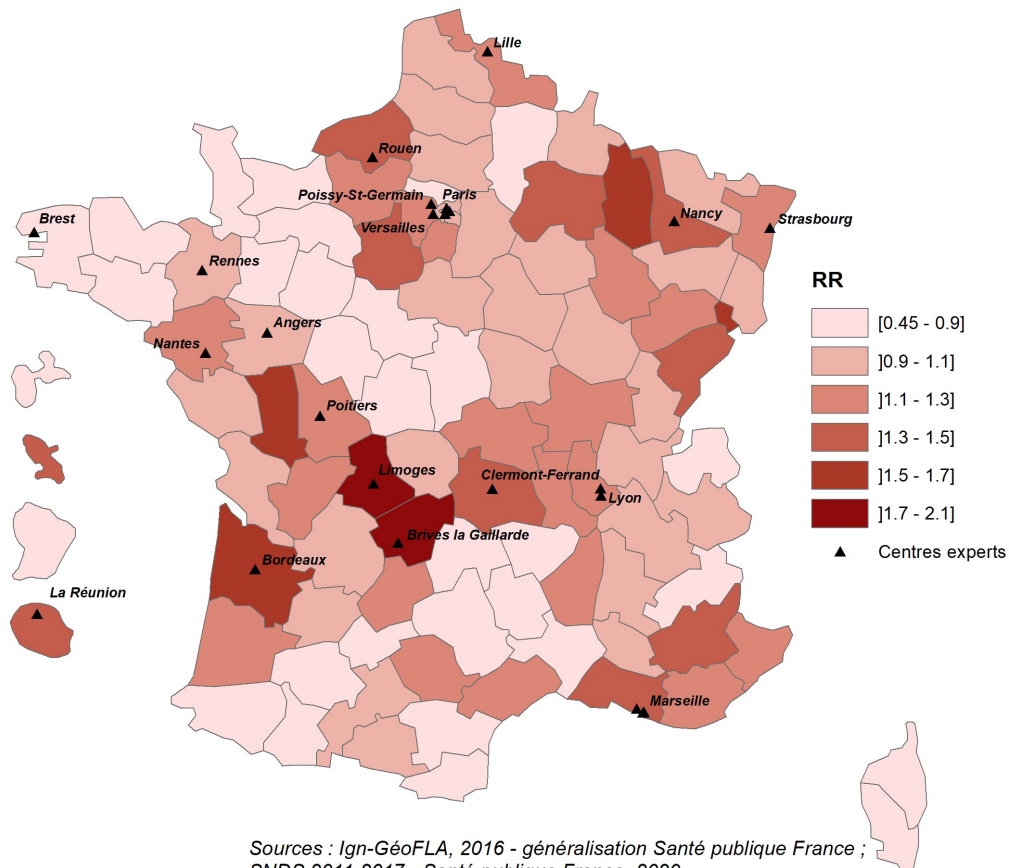 Lille
Rouen
Poissy-St-Germain
Paris
Brest
Nancy
Strasbourg
Versailles
Rennes
RR
Angers
]0.45 - 0.9]
Nantes
]0.9 - 1.1]
]1.1 - 1.3]
Poitiers
]1.3 - 1.5]
Limoges
Clermont-Ferrand
]1.5 - 1.7]
Lyon
]1.7 - 2.1]
Brives la Gaillarde
Centres experts
Bordeaux
La Réunion
Marseille
Sources : Ign-GéoFLA, 2016 - généralisation Santé publique France ;